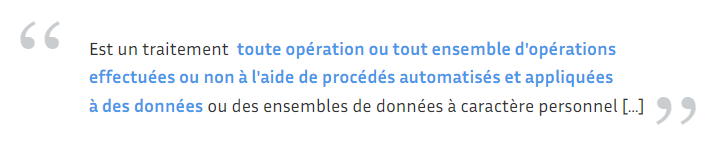 “ Est un traitement toute opération ou tout ensemble d'opérations
effectuées ou non à l'aide de procédés automatisés et appliquées
à des données ou des ensembles de données à caractère personnel [...] ”